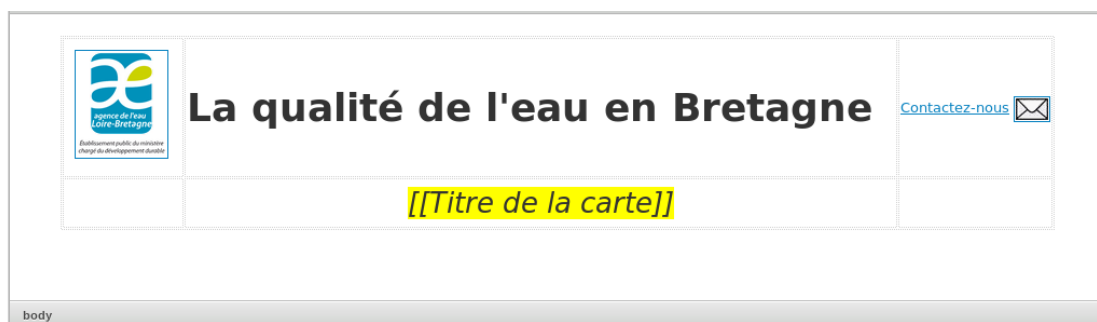 agence de l'eau
Loire-Bretagne
Établissement public du ministère
chargé du développement durable
La qualité de l'eau en Bretagne
Contactez-nous
[[Titre de la carte]]
body